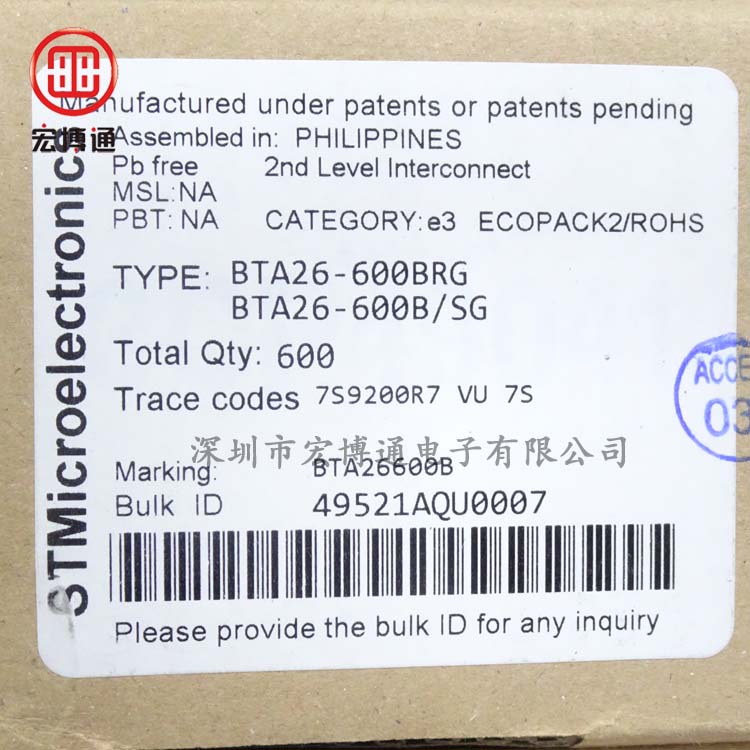 Manufactured under patents or patents pending
宏博通
Assembled in: PHILIPPINES
Pb free 2nd Level Interconnect
MSL:NA
PBT: NA CATEGORY:e3 ECOPACK2/ROHS
STMicroelectronics
TYPE: BTA26-600BRG
BTA26-600B/SG
Total Qty: 600
ACCE
03
Trace codes 7S9200R7 VU 7S
深圳市宏博通电子有限公司
Marking: BTA26600B
Bulk ID 49521AQU0007
Please provide the bulk ID for any inquiry